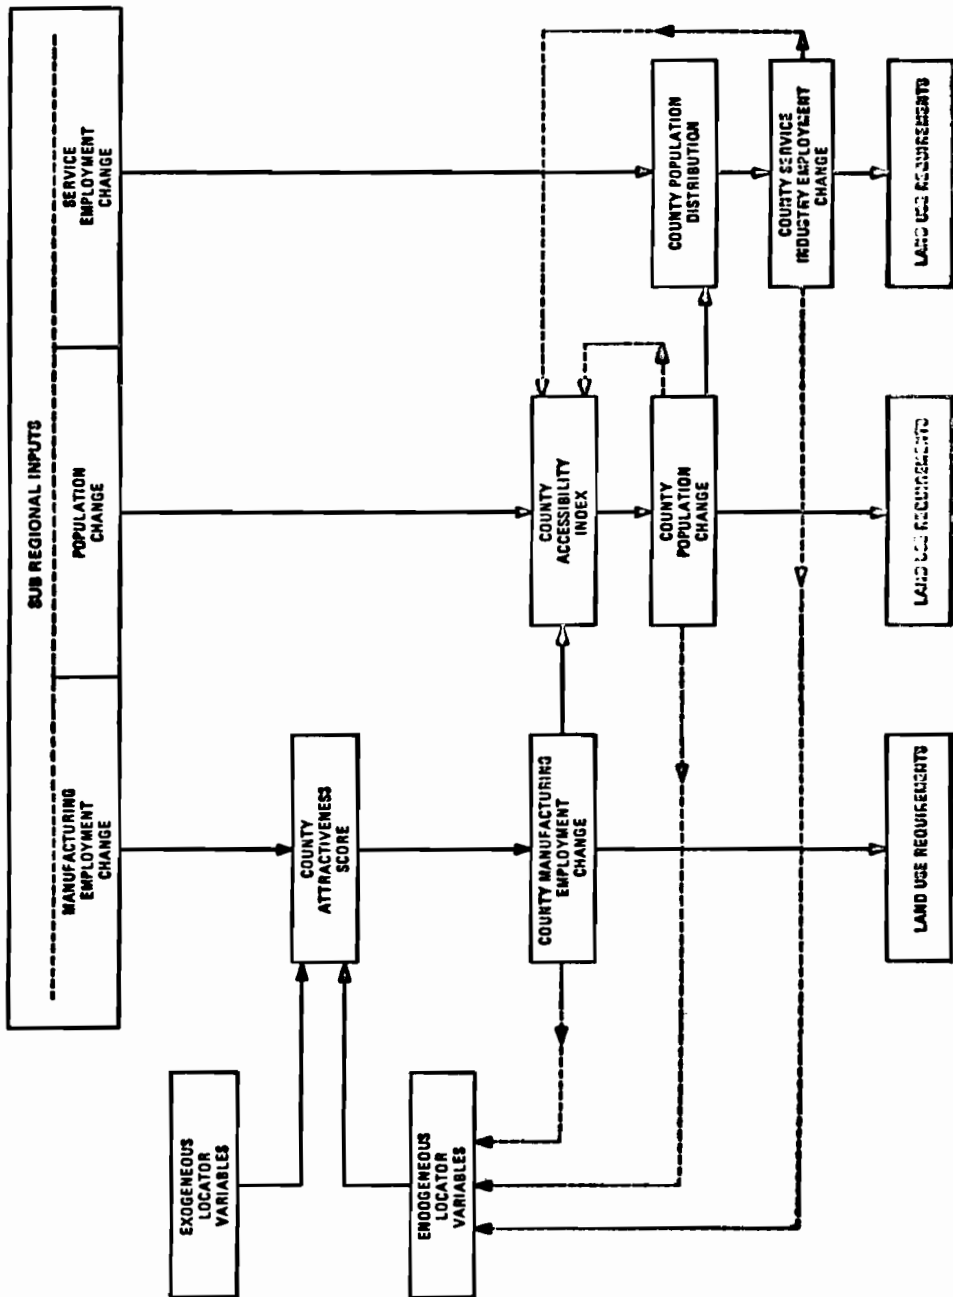 SUB REGIONAL INPUTS
MANUFACTURING
EMPLOYMENT
CHANGE
POPULATION
CHANGE
SERVICE
EMPLOYMENT
CHANGE
EXOGENEOUS
LOCATOR
VARIABLES
COUNTY
ATTRACTIVENESS
SCORE
ENDOGENEOUS
LOCATOR
VARIABLES
COUNTY MANUFACTURING
EMPLOYMENT
CHANGE
COUNTY
ACCESSIBILITY
INDEX
COUNTY
POPULATION
CHANGE
COUNTY POPULATION
DISTRIBUTION
COUNTY SERVICE
INDUSTRY EMPLOYMENT
CHANGE
LAND USE REQUIREMENTS
LAND USE REQUIREMENTS
LAND USE REQUIREMENTS